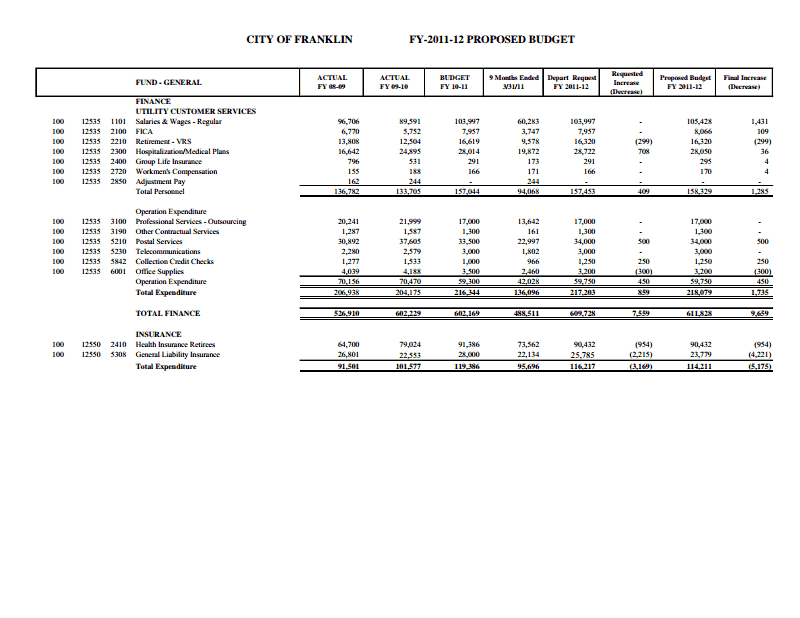 CITY OF FRANKLIN FY-2011-12 PROPOSED BUDGET
FUND - GENERAL ACTUAL FY 08-09 ACTUAL FY 09-10 BUDGET FY 10-11 9 Months Ended 3/31/11 Depart Request FY 2011-12 Requested Increase (Decrease) Proposed Budget FY 2011-12 Final Increase (Decrease)
FINANCE
UTILITY CUSTOMER SERVICES
100 12535 1101 Salaries & Wages - Regular 96,706 89,591 103,997 60,283 103,997 - 105,428 1,431
100 12535 2100 FICA 6,770 5,752 7,957 3,747 7,957 - 8,066 109
100 12535 2210 Retirement - VRS 13,808 12,504 16,619 9,578 16,320 (299) 16,320 (299)
100 12535 2300 Hospitalization/Medical Plans 16,642 24,895 28,014 19,872 28,722 708 28,050 36
100 12535 2400 Group Life Insurance 796 531 291 173 291 - 295 4
100 12535 2720 Workmen's Compensation 155 188 166 171 166 - 170 4
100 12535 2850 Adjustment Pay 162 244 - 244 - - - -
Total Personnel 136,782 133,705 157,044 94,068 157,453 409 158,329 1,285
Operation Expenditure
100 12535 3100 Professional Services - Outsourcing 20,241 21,999 17,000 13,642 17,000 - 17,000 -
100 12535 3190 Other Contractual Services 1,287 1,587 1,300 161 1,300 - 1,300 -
100 12535 5210 Postal Services 30,892 37,605 33,500 22,997 34,000 500 34,000 500
100 12535 5230 Telecommunications 2,280 2,579 3,000 1,802 3,000 - 3,000 -
100 12535 5842 Collection Credit Checks 1,277 1,533 1,000 966 1,250 250 1,250 250
100 12535 6001 Office Supplies 4,039 4,188 3,500 2,460 3,200 (300) 3,200 (300)
Operation Expenditure 70,156 70,470 59,300 42,028 59,750 450 59,750 450
Total Expenditure 206,938 204,175 216,344 136,096 217,203 859 218,079 1,735
TOTAL FINANCE 526,910 602,229 602,169 488,511 609,728 7,559 611,828 9,659
INSURANCE
100 12550 2410 Health Insurance Retirees 64,700 79,024 91,386 73,562 90,432 (954) 90,432 (954)
100 12550 5308 General Liability Insurance 26,801 22,553 28,000 22,134 25,785 (2,215) 23,779 (4,221)
Total Expenditure 91,501 101,577 119,386 95,696 116,217 (3,169) 114,211 (5,175)